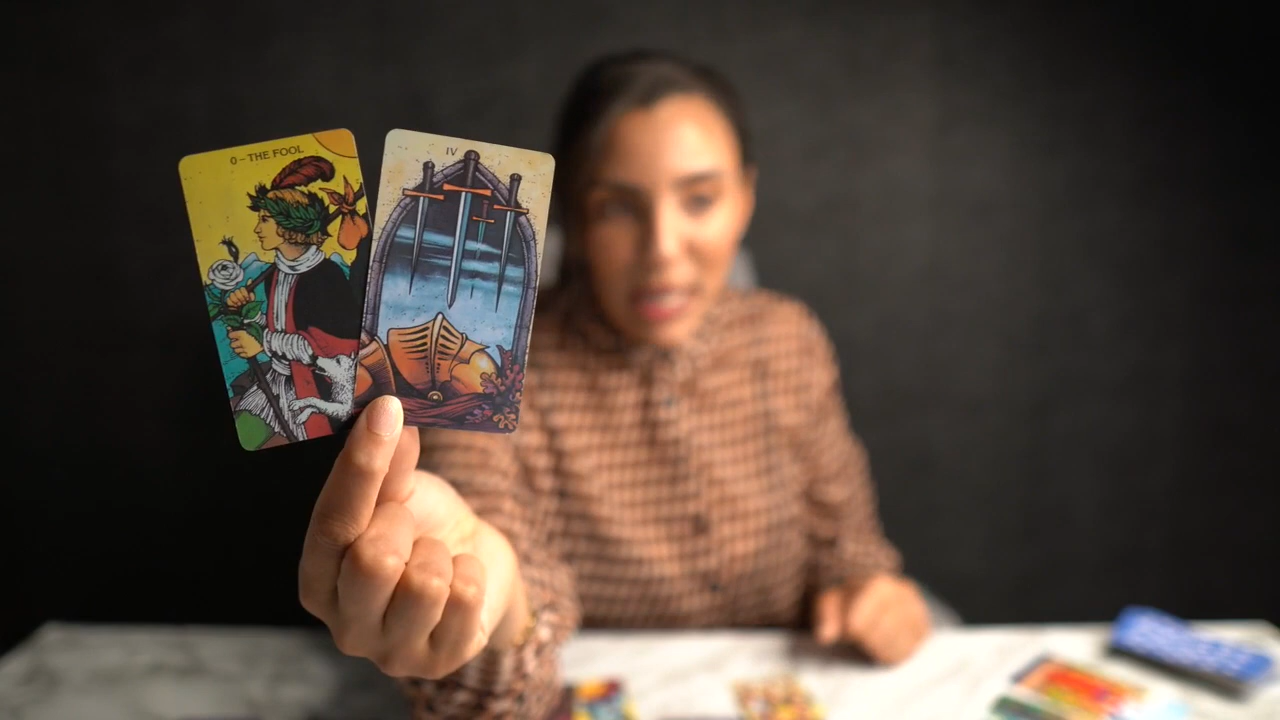 0 – THE FOOL
IV